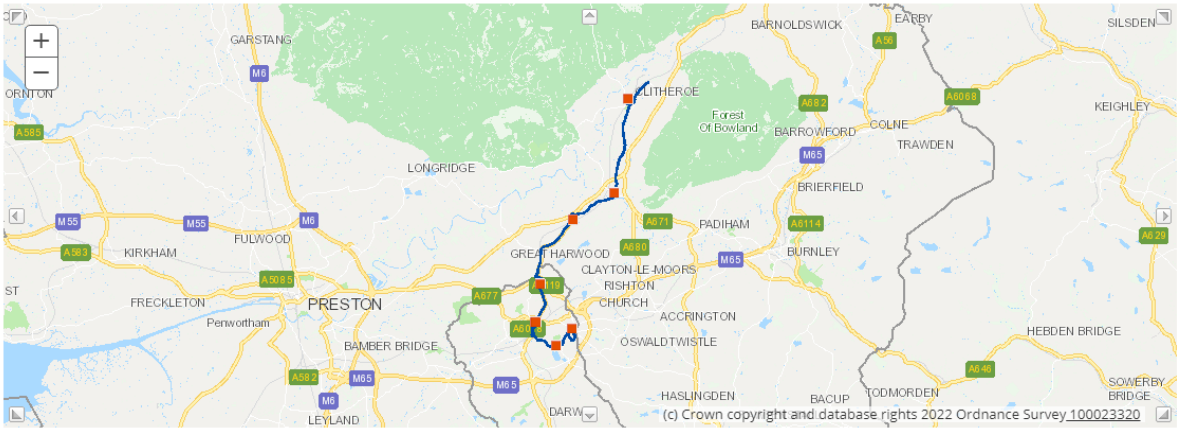 EARBY
BARNOLDSWICK
SILSDEN
+
GARSTANG
A56
−
M6
CLITHEROE
A6068
ORNTON
A682
KEIGHLEY
Forest
Of Bowland
A585
COLNE
BARROWFORD
TRAWDEN
M65
LONGRIDGE
BRIERFIELD
M55
M55
M6
A671
PADIHAM
A6114
A629
FULWOOD
A680
KIRKHAM
A583
GREAT HARWOOD
BURNLEY
M65
CLAYTON-LE-MOORS
A5085
RISHTON
ST
A677
FRECKLETON
PRESTON
CHURCH
Penwortham
ACCRINGTON
HEBDEN BRIDGE
OSWALDTWISTLE
BAMBER BRIDGE
A646
A582
M65
M65
SOWERBY
BRIDGE
TODMORDEN
HASLINGDEN
BACUP
M6
DARW
LEYLAND
(c) Crown copyright and database rights 2022 Ordnance Survey 100023320